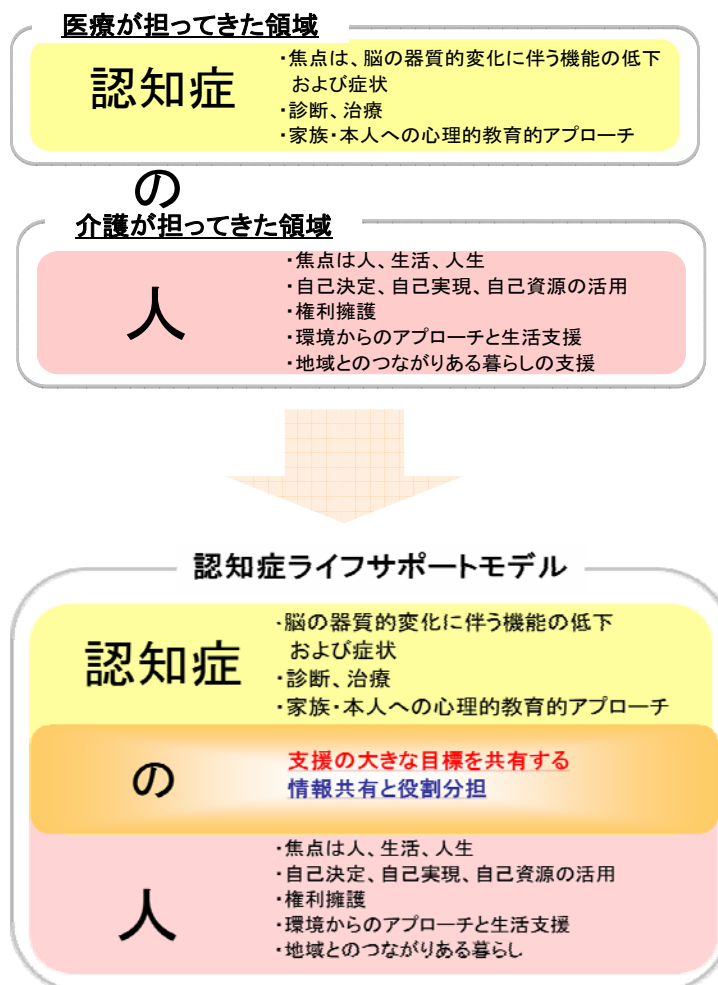 医療が担ってきた領域
認知症
・焦点は、脳の器質的変化に伴う機能の低下
および症状
・診断、治療
・家族・本人への心理的教育的アプローチ
の
介護が担ってきた領域
人
・焦点は人、生活、人生
・自己決定、自己実現、自己資源の活用
・権利擁護
・環境からのアプローチと生活支援
・地域とのつながりある暮らしの支援
認知症ライフサポートモデル
認知症
・脳の器質的変化に伴う機能の低下
および症状
・診断、治療
・家族・本人への心理的教育的アプローチ
の
支援の大きな目標を共有する
情報共有と役割分担
人
・焦点は人、生活、人生
・自己決定、自己実現、自己資源の活用
・権利擁護
・環境からのアプローチと生活支援
・地域とのつながりある暮らし